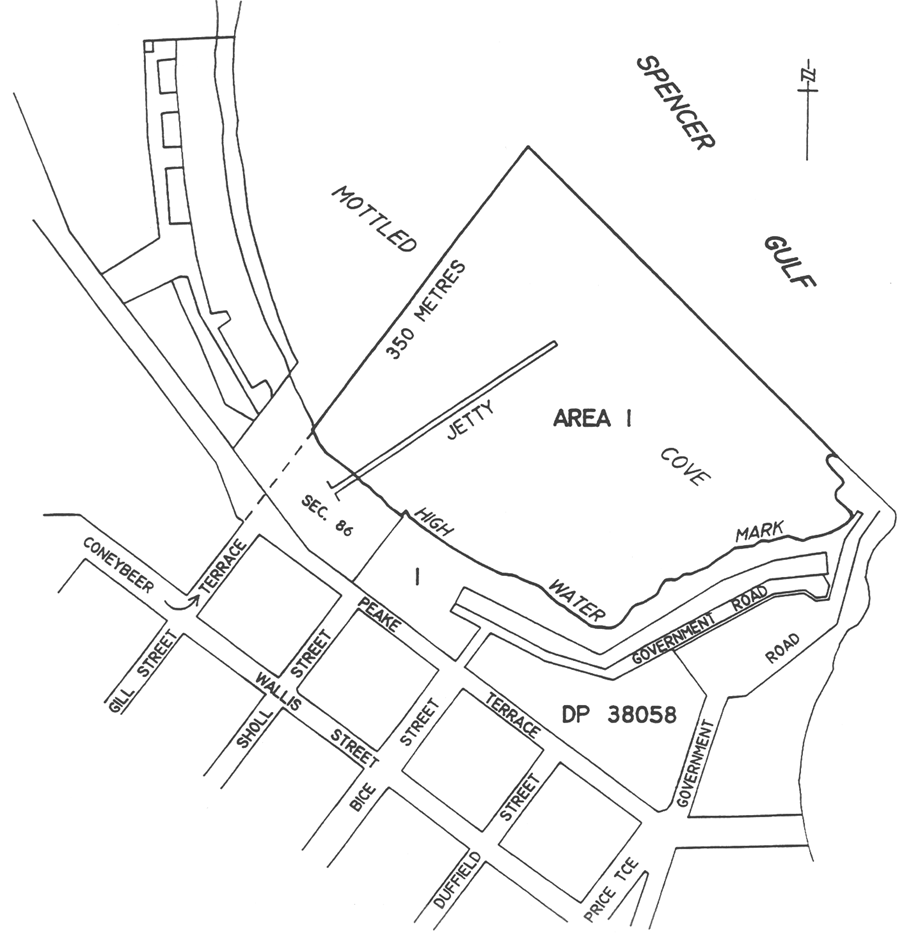 SPENCER
GULF
N
MOTTLED
COVE
350 METRES
JETTY
AREA 1
SEC. 86
HIGH
WATER
MARK
1
CONEYBEER
TERRACE
PEAKE
TERRACE
GOVERNMENT ROAD
ROAD
GOVERNMENT
DP 38058
GILL STREET
SHOLL
STREET
WALLIS
STREET
BICE
STREET
DUFFIELD
STREET
PRICE TCE